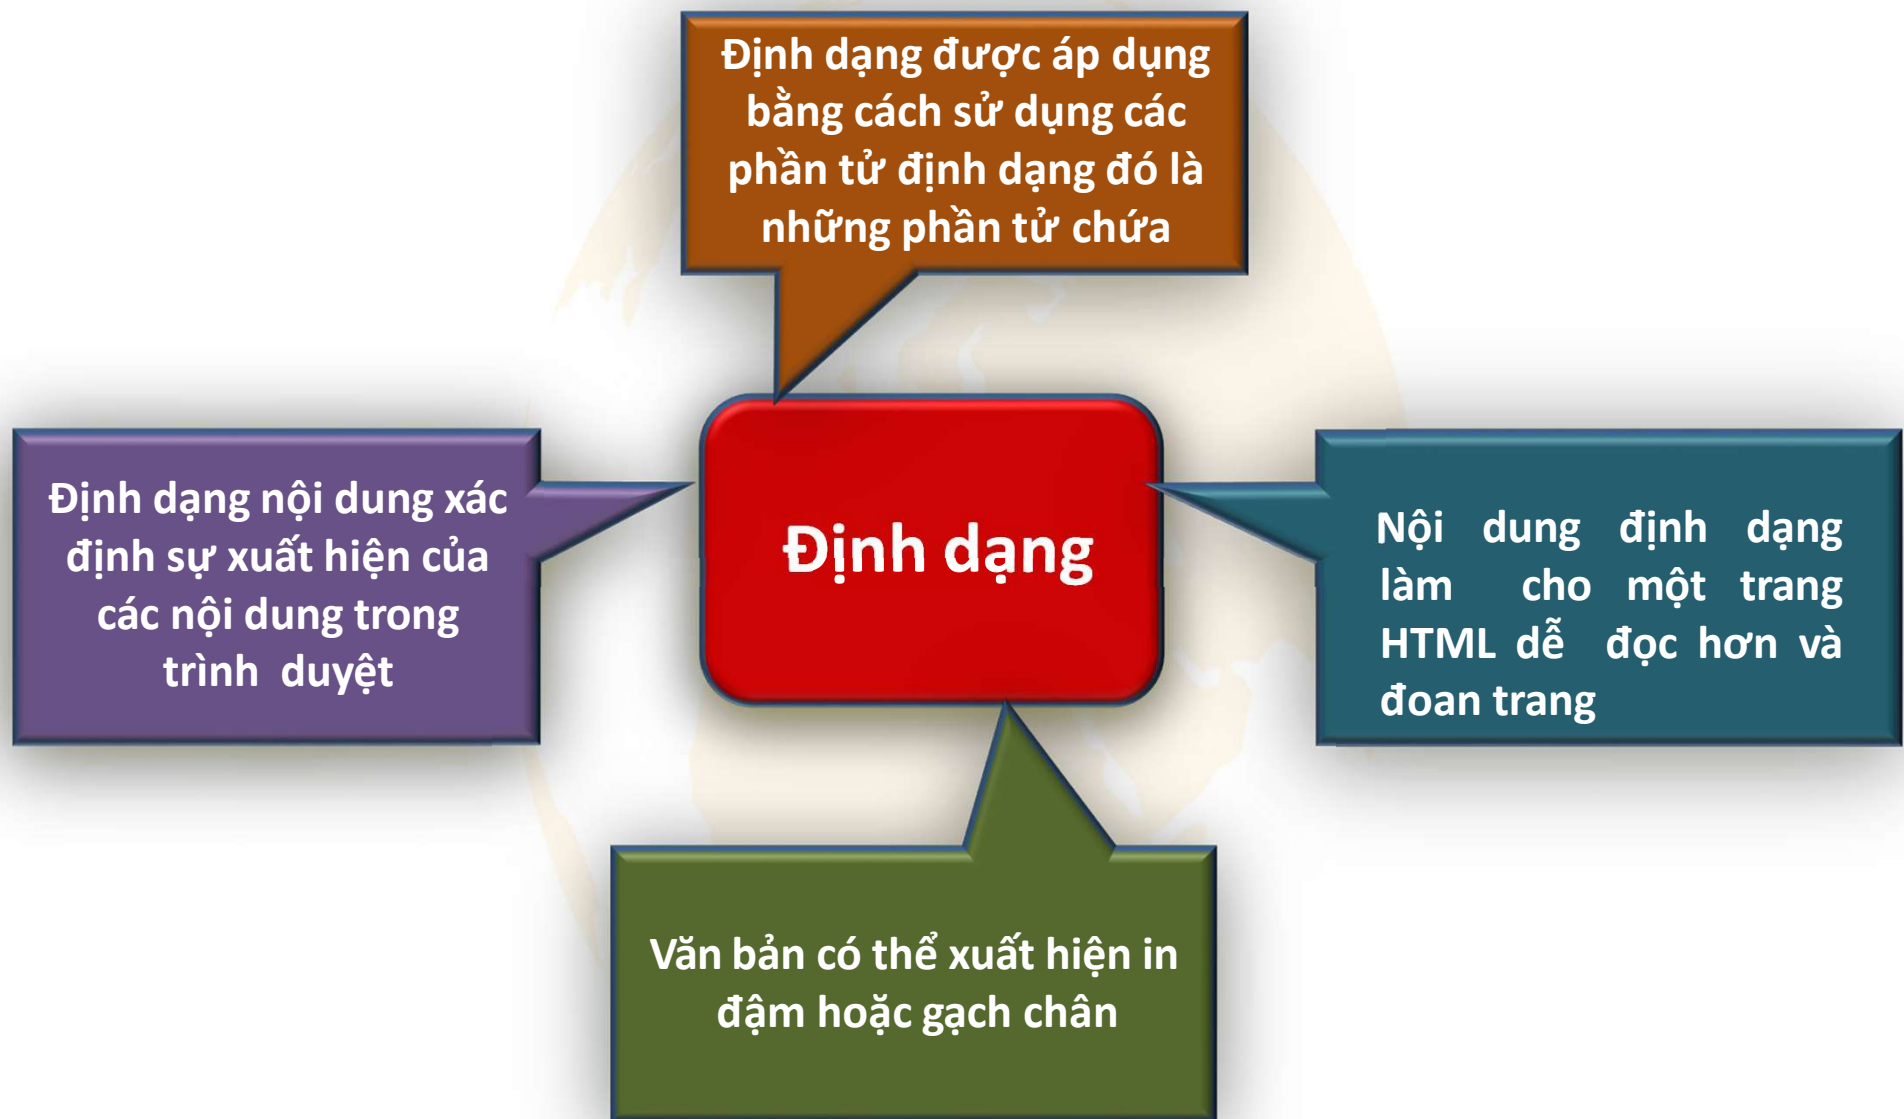 Định dạng được áp dụng
bằng cách sử dụng các
phần tử định dạng đó là
những phần tử chứa
Định dạng nội dung xác
định sự xuất hiện của
các nội dung trong
trình duyệt
Định dạng
Nội dung định dạng
làm cho một trang
HTML dễ đọc hơn và
đoan trang
Văn bản có thể xuất hiện in
đậm hoặc gạch chân